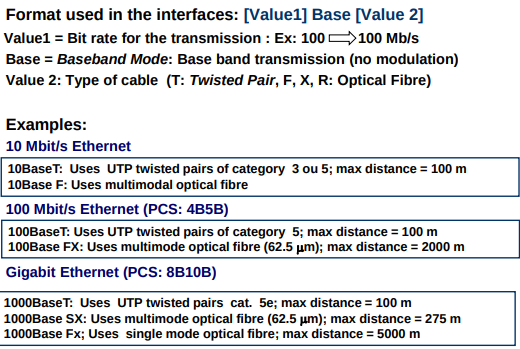 Format used in the interfaces: [Value1] Base [Value 2]
Value1 = Bit rate for the transmission : Ex: 100 ⇨ 100 Mb/s
Base = Baseband Mode: Base band transmission (no modulation)
Value 2: Type of cable (T: Twisted Pair, F, X, R: Optical Fibre)
Examples:
10 Mbit/s Ethernet
10BaseT: Uses UTP twisted pairs of category 3 ou 5; max distance = 100 m
10Base F: Uses multimodal optical fibre
100 Mbit/s Ethernet (PCS: 4B5B)
100BaseT: Uses UTP twisted pairs of category 5; max distance = 100 m
100Base FX: Uses multimode optical fibre (62.5 µm); max distance = 2000 m
Gigabit Ethernet (PCS: 8B10B)
1000BaseT: Uses UTP twisted pairs cat. 5e; max distance = 100 m
1000Base SX: Uses multimode optical fibre (62.5 µm); max distance = 275 m
1000Base Fx; Uses single mode optical fibre; max distance = 5000 m